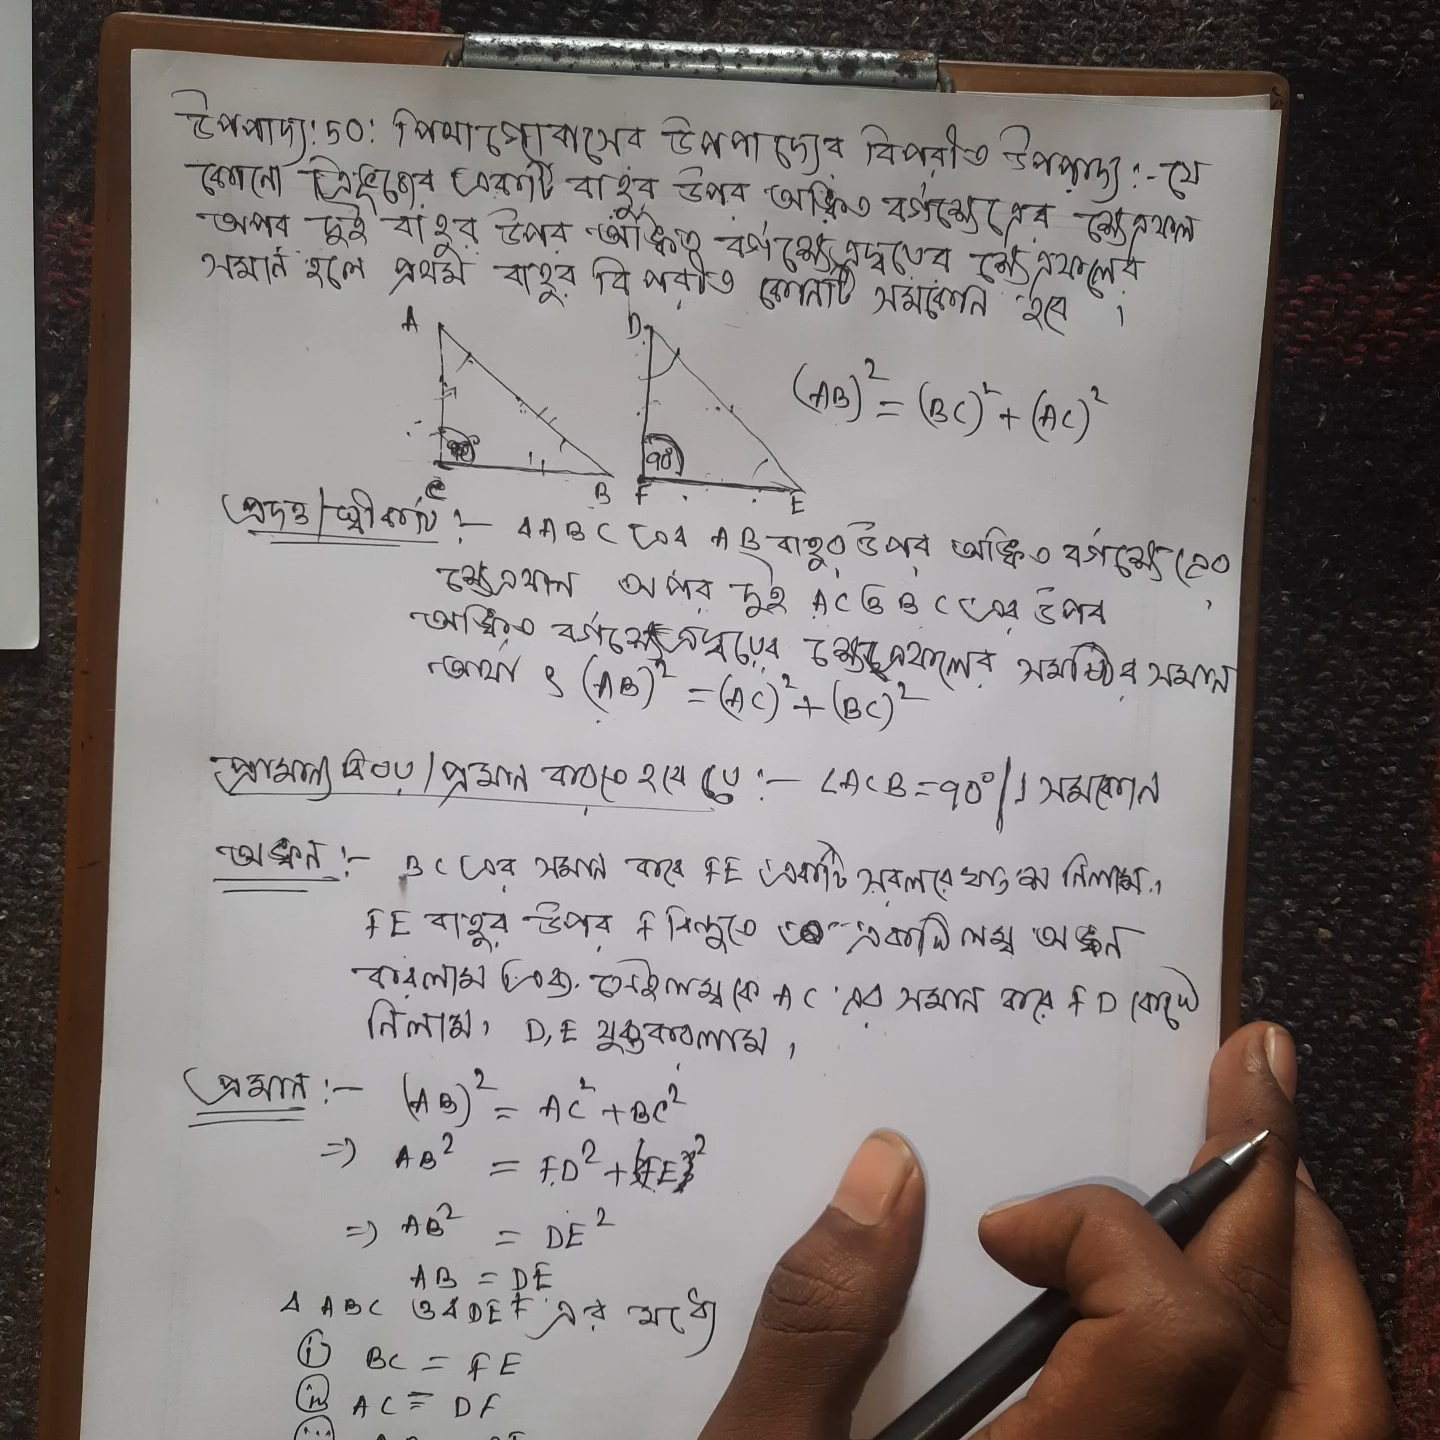 উপপাদ্য:50: পিথাগোরাসের উপপাদ্যের বিপরীত উপপাদ্য:- যে
কোনো ত্রিভুজের একটি বাহুর উপর অঙ্কিত বর্গক্ষেত্রের ক্ষেত্রফল
অপর দুই বাহুর উপর অঙ্কিত বর্গক্ষেত্রদ্বয়ের ক্ষেত্রফলের
সমান হলে প্রথম বাহুর বিপরীত কোনটি সমকোন হবে ।
A D
(AB)² = (BC)² + (AC)²
90° 90°
C B F E
প্রদত্ত/স্বীকার্য :- ΔABC এর AB বাহুর উপর অঙ্কিত বর্গক্ষেত্রের
ক্ষেত্রফল অপর দুই AC ও BC এর উপর
অঙ্কিত বর্গক্ষেত্রদ্বয়ের ক্ষেত্রফলের সমষ্টির সমান
অর্থাৎ (AB)² = (AC)² + (BC)²
প্রামান্য বিষয়/প্রমান করতে হবে যে :- ∠ACB = 90°/1 সমকোন
অঙ্কন :- BC এর সমান করে FE একটি সরলরেখাংশ নিলাম।
FE বাহুর উপর F বিন্দুতে একটি লম্ব অঙ্কন
করলাম এবং ঐ লম্ব কে AC এর সমান করে FD কেটে
নিলাম। D, E যুক্ত করলাম।
প্রমান :- (AB)² = AC² + BC²
⇒ AB² = FD² + FE²
⇒ AB² = DE²
AB = DE
Δ ABC ও Δ DEF এর মধ্যে
(i) BC = FE
(ii) AC = DF